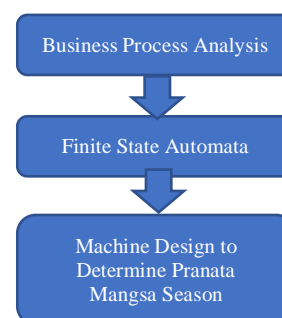 Business Process Analysis
Finite State Automata
Machine Design to
Determine Pranata
Mangsa Season